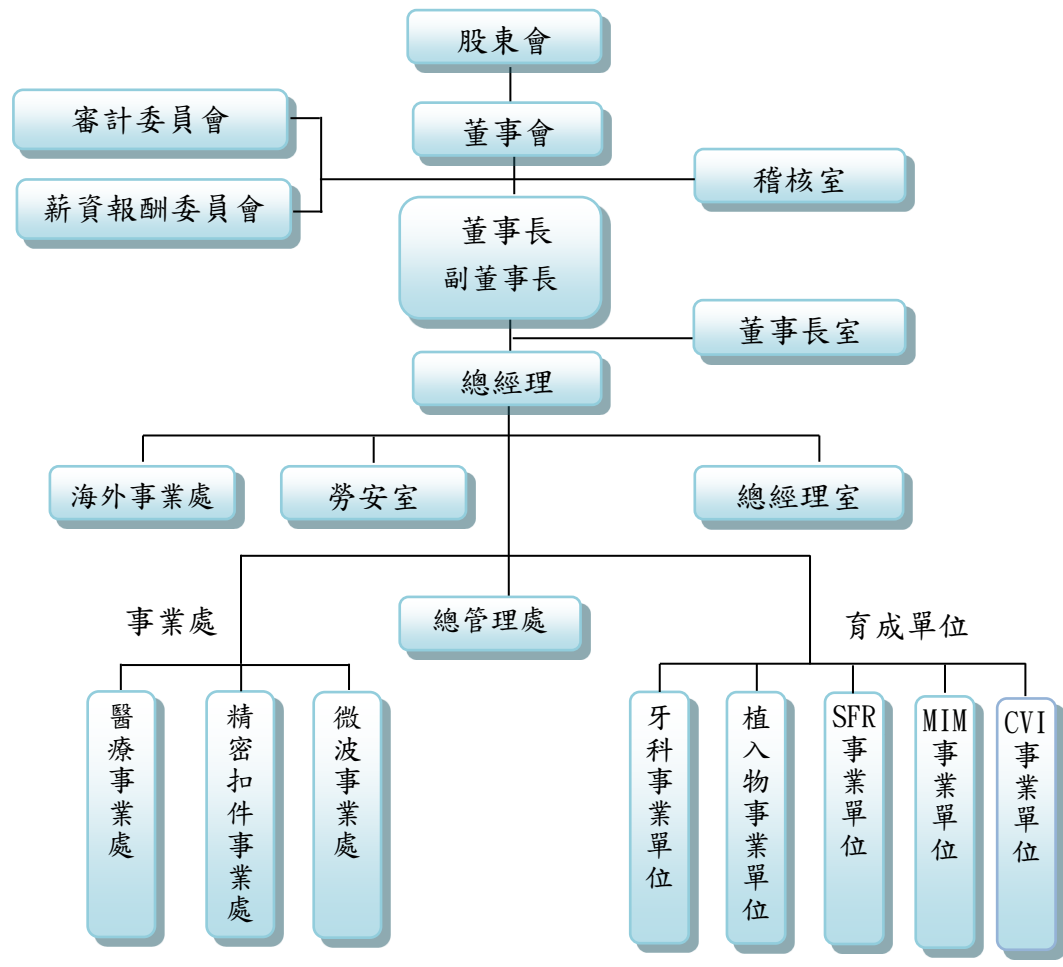 股東會
審計委員會
董事會
薪資報酬委員會
稽核室
董事長
副董事長
董事長室
總經理
海外事業處
勞安室
總經理室
事業處
總管理處
育成單位
醫療事業處
精密扣件事業處
微波事業處
牙科事業單位
植入物事業單位
SFR事業單位
MIM事業單位
CVI事業單位